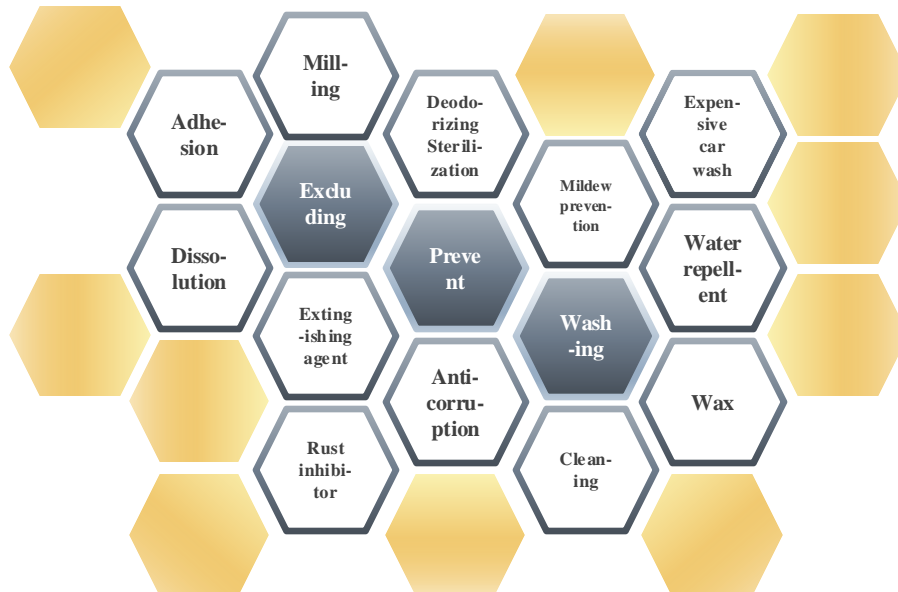 Mill-
ing
Adhe-
sion
Deodo-
rizing
Sterili-
zation
Expen-
sive
car
wash
Exclu
ding
Mildew
preven-
tion
Disso-
lution
Preve
nt
Water
repell-
ent
Exting
-ishing
agent
Wash
-ing
Anti-
corru-
ption
Wax
Rust
inhibi-
tor
Clean-
ing